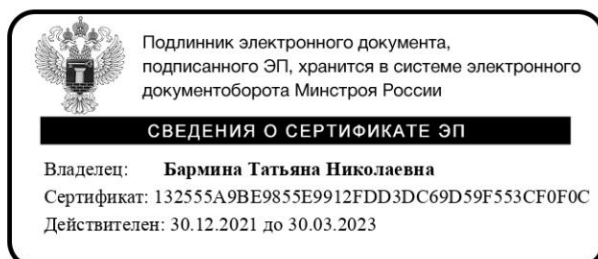 Подлинник электронного документа,
подписанного ЭП, хранится в системе электронного
документоборота Минстроя России
СВЕДЕНИЯ О СЕРТИФИКАТЕ ЭП
Владелец: Бармина Татьяна Николаевна
Сертификат: 132555A9BE9855E9912FDD3DC69D59F553CF0F0C
Действителен: 30.12.2021 до 30.03.2023